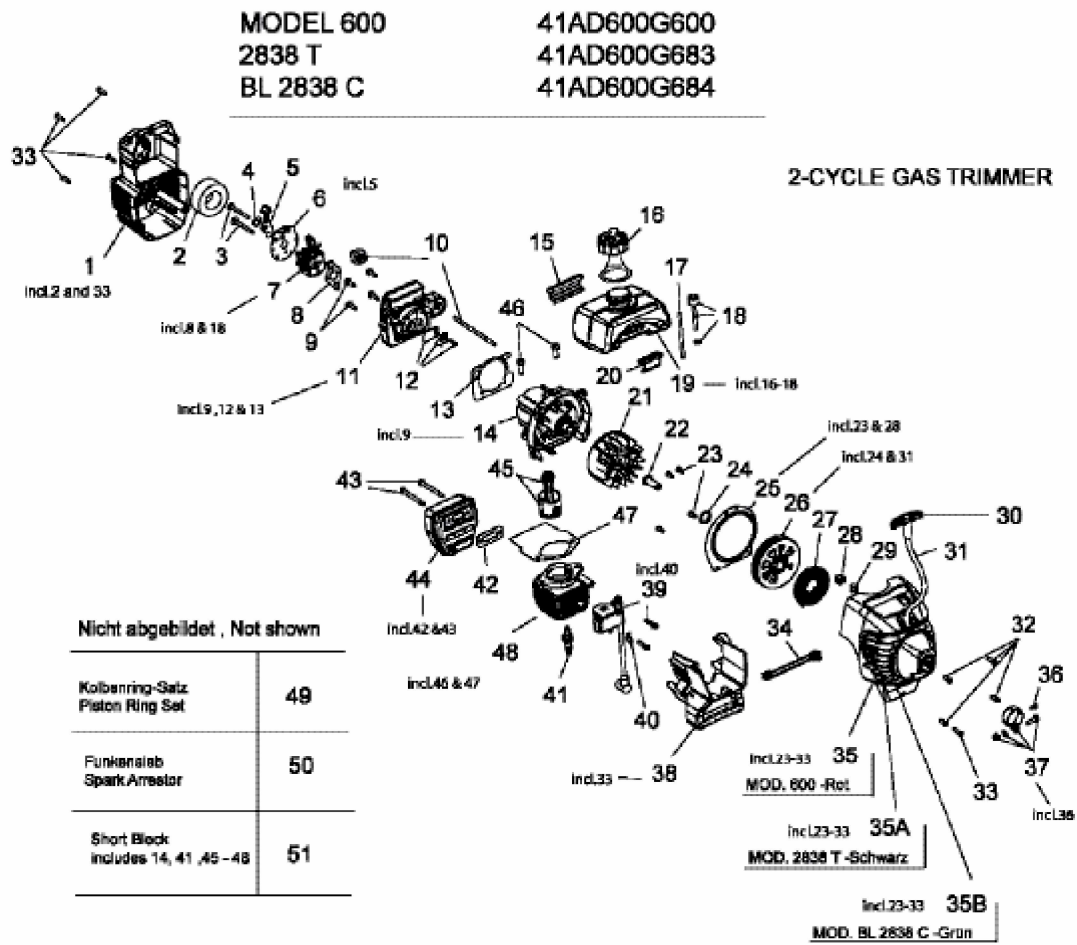 MODEL 600 41AD600G600
2838 T 41AD600G683
BL 2838 C 41AD600G684
2-CYCLE GAS TRIMMER
33
4
5
incl.5
6
1
incl.2 and 33
2
3
7
incl.8 & 18
8
9
10
11
incl.9 ,12 & 13
12
13
15
16
17
18
46
20
19
incl.16-18
14
incl.9
21
22
23
24
25
incl.23 & 28
26
incl.24 & 31
27
28
29
30
31
43
45
47
44
incl.42 &43
42
48
incl.46 & 47
41
incl.40
39
40
34
32
36
37
incl.36
33
38
incl.33
incl.23-33 35
MOD. 600 -Rot
incl.23-33 35A
MOD. 2838 T -Schwarz
incl.23-33 35B
MOD. BL 2838 C -Grün
Nicht abgebildet , Not shown
Kolbenring-Satz
Piston Ring Set
49
Funkensieb
Spark Arrestor
50
Short Block
includes 14, 41 ,45 - 48
51